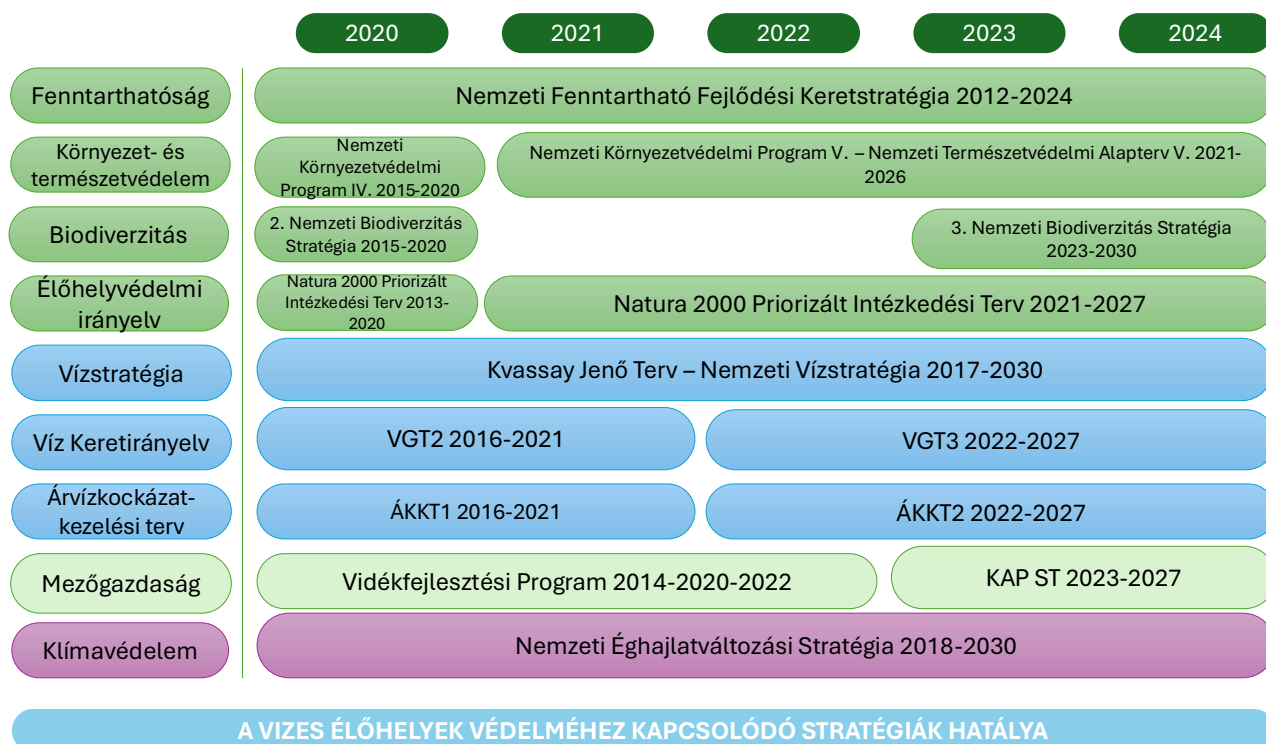 2020 2021 2022 2023 2024
Fenntarthatóság
Nemzeti Fenntartható Fejlődési Keretstratégia 2012-2024
Környezet- és
természetvédelem
Nemzeti
Környezetvédelmi
Program IV. 2015-2020
Nemzeti Környezetvédelmi Program V. – Nemzeti Természetvédelmi Alapterv V. 2021-
2026
Biodiverzitás
2. Nemzeti Biodiverzitás
Stratégia 2015-2020
3. Nemzeti Biodiverzitás Stratégia
2023-2030
Élőhelyvédelmi
irányelv
Natura 2000 Priorizált
Intézkedési Terv 2013-
2020
Natura 2000 Priorizált Intézkedési Terv 2021-2027
Vízstratégia
Kvassay Jenő Terv – Nemzeti Vízstratégia 2017-2030
Víz Keretirányelv
VGT2 2016-2021
VGT3 2022-2027
Árvízkockázat-
kezelési terv
ÁKKT1 2016-2021
ÁKKT2 2022-2027
Mezőgazdaság
Vidékfejlesztési Program 2014-2020-2022
KAP ST 2023-2027
Klímavédelem
Nemzeti Éghajlatváltozási Stratégia 2018-2030
A VIZES ÉLŐHELYEK VÉDELMÉHEZ KAPCSOLÓDÓ STRATÉGIÁK HATÁLYA